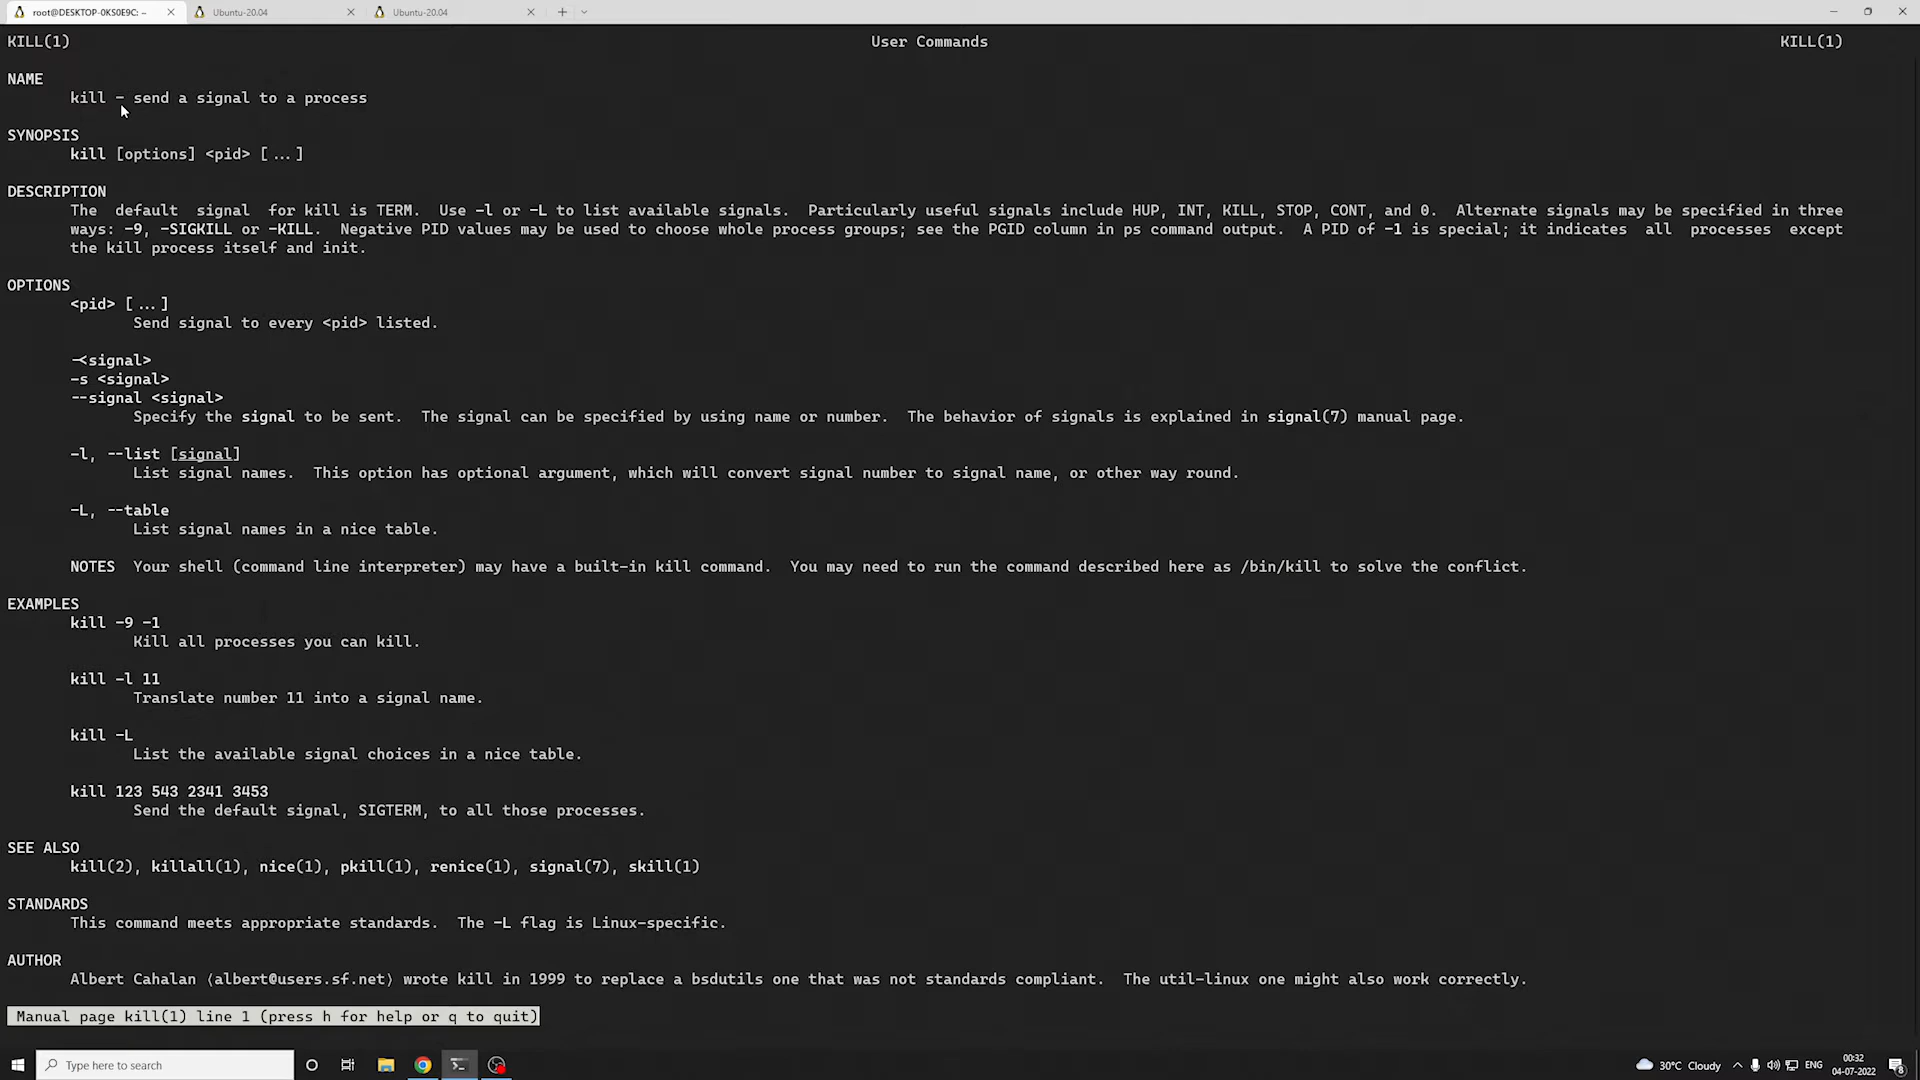 root@DESKTOP-0KS0E9C: ~
Ubuntu-20.04
Ubuntu-20.04
KILL(1) User Commands KILL(1)
NAME
kill - send a signal to a process
SYNOPSIS
kill [options] <pid> [...]
DESCRIPTION
The default signal for kill is TERM. Use -l or -L to list available signals. Particularly useful signals include HUP, INT, KILL, STOP, CONT, and 0. Alternate signals may be specified in three
ways: -9, -SIGKILL or -KILL. Negative PID values may be used to choose whole process groups; see the PGID column in ps command output. A PID of -1 is special; it indicates all processes except
the kill process itself and init.
OPTIONS
<pid> [...]
Send signal to every <pid> listed.
-<signal>
-s <signal>
--signal <signal>
Specify the signal to be sent. The signal can be specified by using name or number. The behavior of signals is explained in signal(7) manual page.
-l, --list [signal]
List signal names. This option has optional argument, which will convert signal number to signal name, or other way round.
-L, --table
List signal names in a nice table.
NOTES Your shell (command line interpreter) may have a built-in kill command. You may need to run the command described here as /bin/kill to solve the conflict.
EXAMPLES
kill -9 -1
Kill all processes you can kill.
kill -l 11
Translate number 11 into a signal name.
kill -L
List the available signal choices in a nice table.
kill 123 543 2341 3453
Send the default signal, SIGTERM, to all those processes.
SEE ALSO
kill(2), killall(1), nice(1), pkill(1), renice(1), signal(7), skill(1)
STANDARDS
This command meets appropriate standards. The -L flag is Linux-specific.
AUTHOR
Albert Cahalan ⟨albert@users.sf.net⟩ wrote kill in 1999 to replace a bsdutils one that was not standards compliant. The util-linux one might also work correctly.
Manual page kill(1) line 1 (press h for help or q to quit)
Type here to search
30°C Cloudy
ENG
00:32
04-07-2022
8